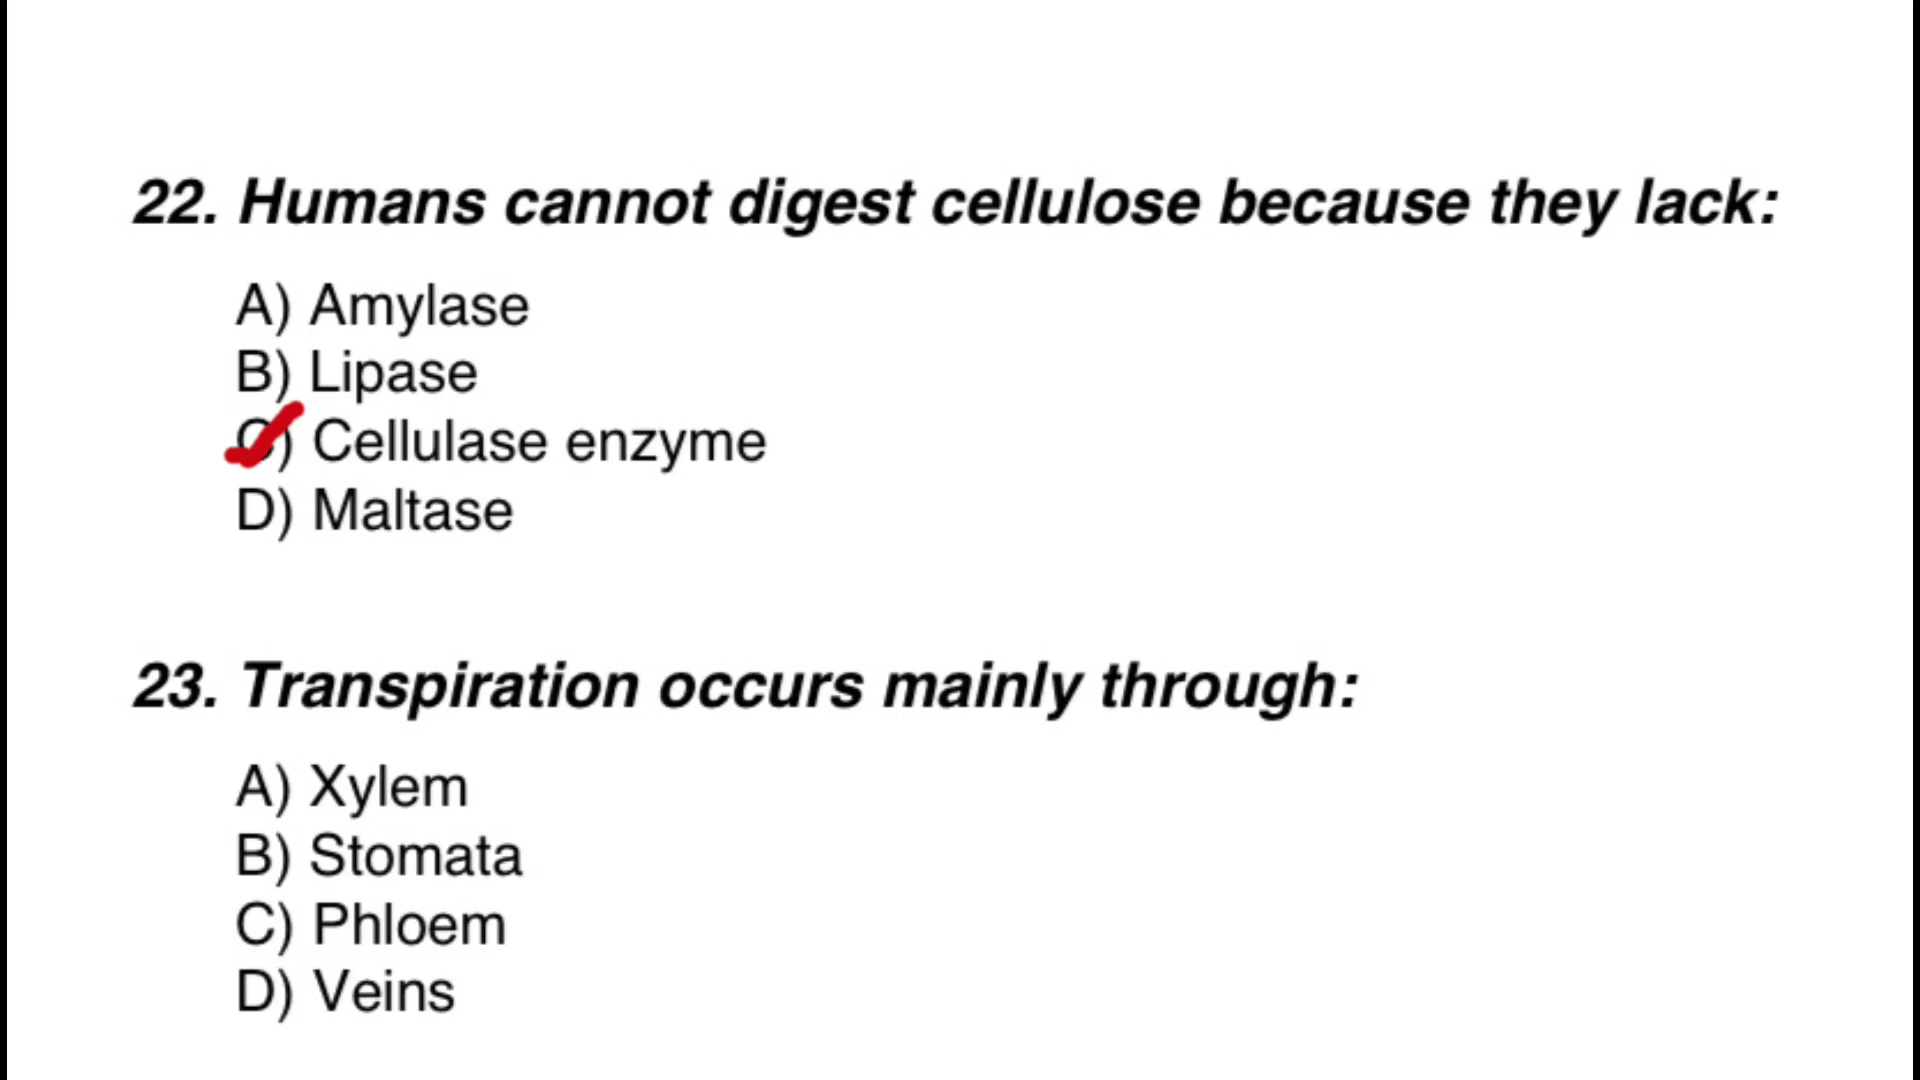 22. Humans cannot digest cellulose because they lack:
A) Amylase
B) Lipase
C) Cellulase enzyme
D) Maltase
23. Transpiration occurs mainly through:
A) Xylem
B) Stomata
C) Phloem
D) Veins